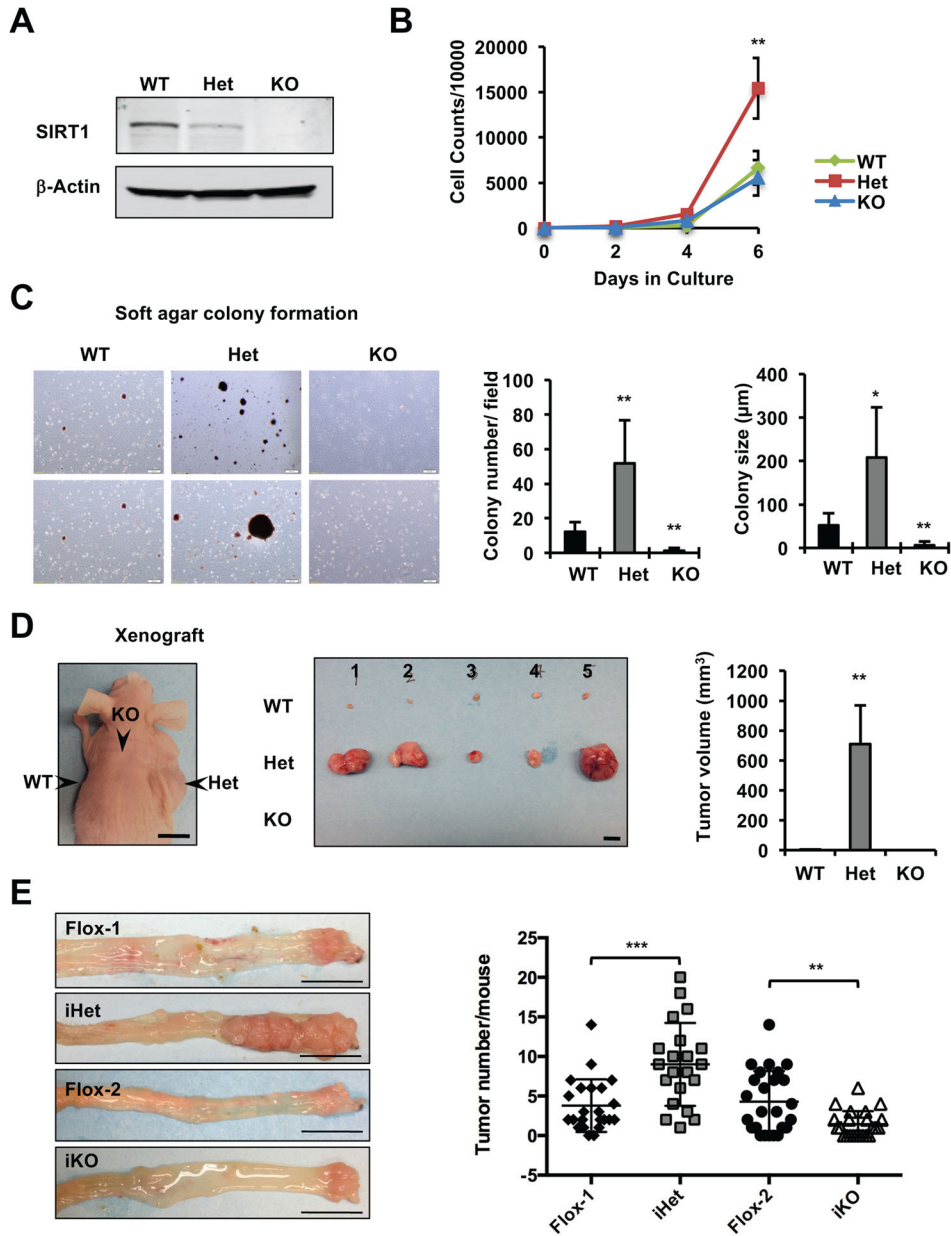 A
WT Het KO
SIRT1
β-Actin
B
Cell Counts/10000
20000
15000
10000
5000
0
0 2 4 6
Days in Culture
**
WT
Het
KO
C
Soft agar colony formation
WT Het KO
Colony number/ field
100
80
60
40
20
0
**
**
WT Het KO
Colony size (µm)
400
300
200
100
0
*
**
WT Het KO
D
Xenograft
KO
WT
Het
1 2 3 4 5
WT
Het
KO
Tumor volume (mm³)
1200
1000
800
600
400
200
0
**
WT Het KO
E
Flox-1
iHet
Flox-2
iKO
Tumor number/mouse
25
20
15
10
5
0
-5
***
**
Flox-1 iHet Flox-2 iKO